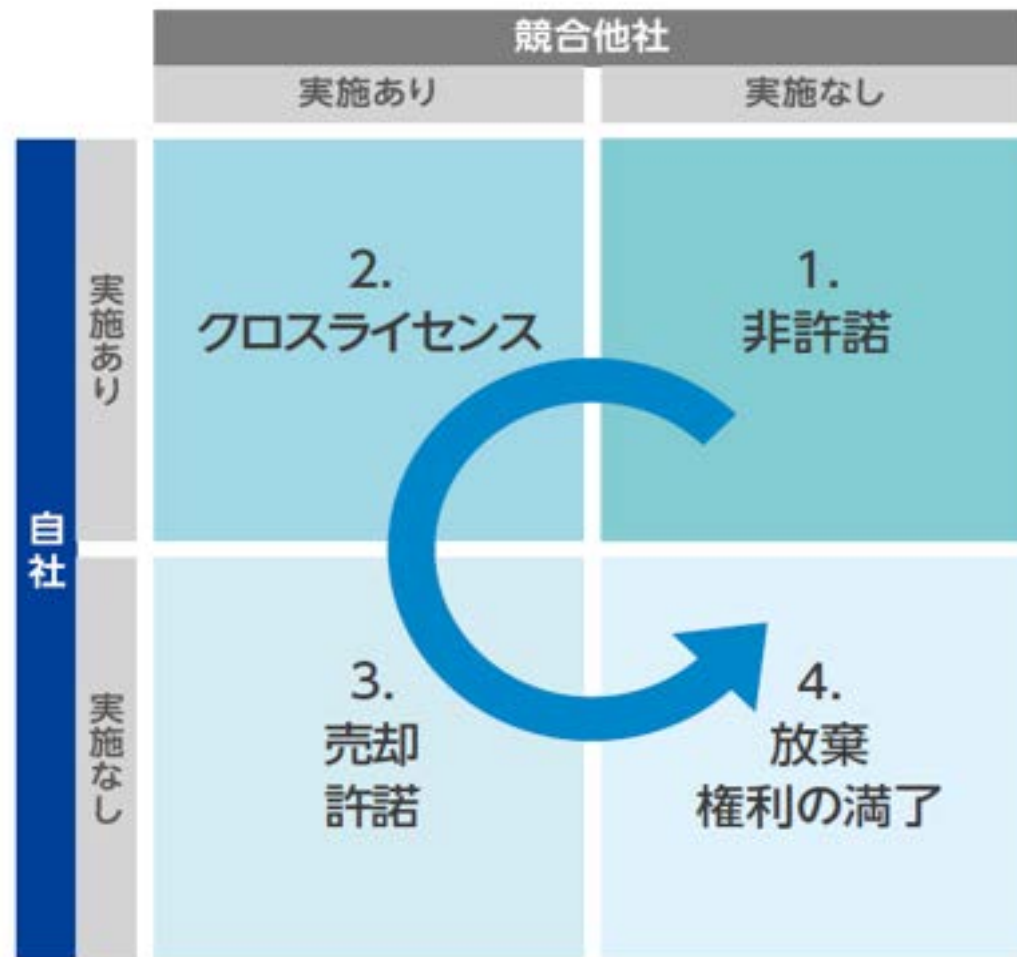 競合他社
実施あり
実施なし
自社
実施あり
2.
クロスライセンス
1.
非許諾
実施なし
3.
売却
許諾
4.
放棄
権利の満了